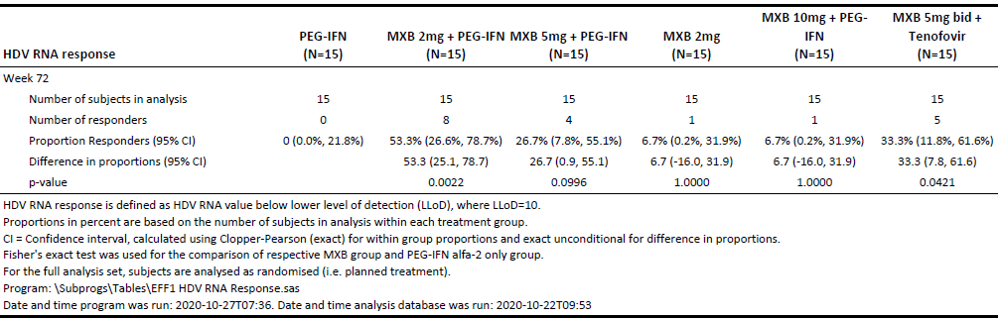 HDV RNA response PEG-IFN (N=15) MXB 2mg + PEG-IFN (N=15) MXB 5mg + PEG-IFN (N=15) MXB 2mg (N=15) MXB 10mg + PEG-IFN (N=15) MXB 5mg bid + Tenofovir (N=15)
Week 72
Number of subjects in analysis 15 15 15 15 15 15
Number of responders 0 8 4 1 1 5
Proportion Responders (95% CI) 0 (0.0%, 21.8%) 53.3% (26.6%, 78.7%) 26.7% (7.8%, 55.1%) 6.7% (0.2%, 31.9%) 6.7% (0.2%, 31.9%) 33.3% (11.8%, 61.6%)
Difference in proportions (95% CI) 53.3 (25.1, 78.7) 26.7 (0.9, 55.1) 6.7 (-16.0, 31.9) 6.7 (-16.0, 31.9) 33.3 (7.8, 61.6)
p-value 0.0022 0.0996 1.0000 1.0000 0.0421
HDV RNA response is defined as HDV RNA value below lower level of detection (LLoD), where LLoD=10.
Proportions in percent are based on the number of subjects in analysis within each treatment group.
CI = Confidence interval, calculated using Clopper-Pearson (exact) for within group proportions and exact unconditional for difference in proportions.
Fisher's exact test was used for the comparison of respective MXB group and PEG-IFN alfa-2 only group.
For the full analysis set, subjects are analysed as randomised (i.e. planned treatment).
Program: \Subprogs\Tables\EFF1 HDV RNA Response.sas
Date and time program was run: 2020-10-27T07:36. Date and time analysis database was run: 2020-10-22T09:53